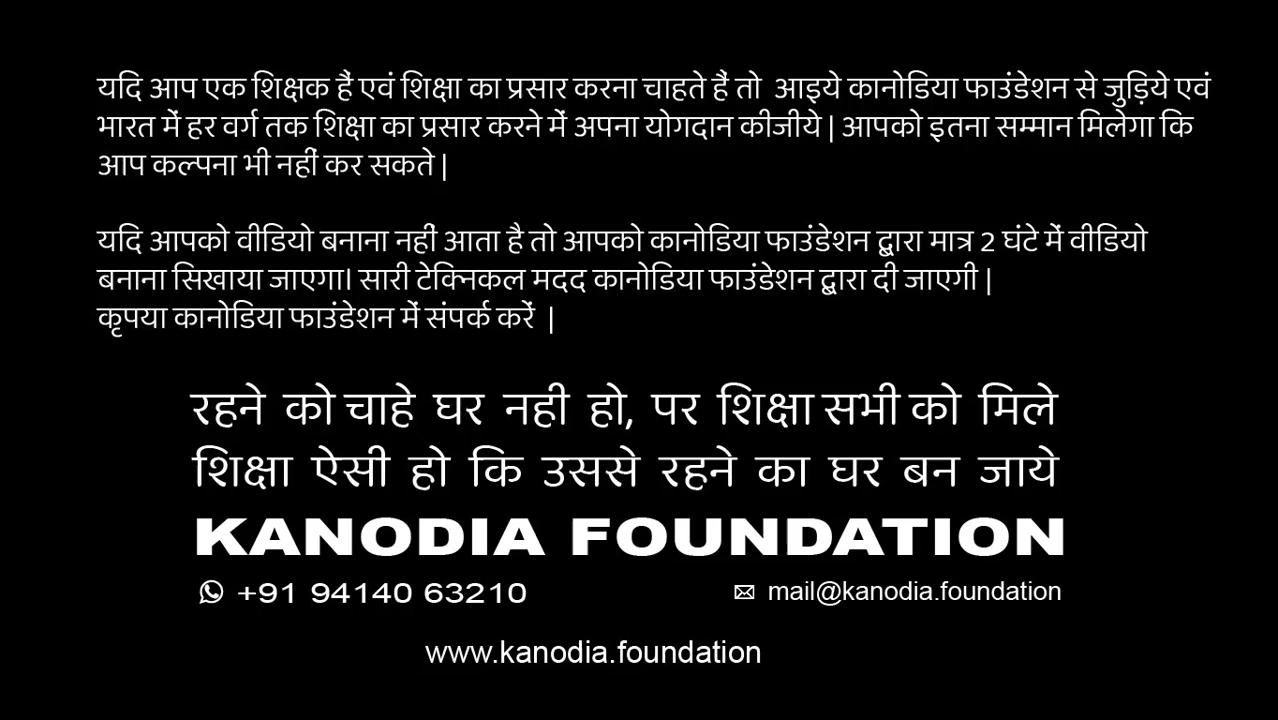 यदि आप एक शिक्षक हैं एवं शिक्षा का प्रसार करना चाहते हैं तो आइये कानोडिया फाउंडेशन से जुड़िये एवं
भारत में हर वर्ग तक शिक्षा का प्रसार करने में अपना योगदान कीजीये | आपको इतना सम्मान मिलेगा कि
आप कल्पना भी नहीं कर सकते |
यदि आपको वीडियो बनाना नहीं आता है तो आपको कानोडिया फाउंडेशन द्वारा मात्र 2 घंटे में वीडियो
बनाना सिखाया जाएगा। सारी टेक्निकल मदद कानोडिया फाउंडेशन द्वारा दी जाएगी |
कृपया कानोडिया फाउंडेशन में संपर्क करें |
रहने को चाहे घर नही हो, पर शिक्षा सभी को मिले
शिक्षा ऐसी हो कि उससे रहने का घर बन जाये
KANODIA FOUNDATION
+91 94140 63210 mail@kanodia.foundation
www.kanodia.foundation